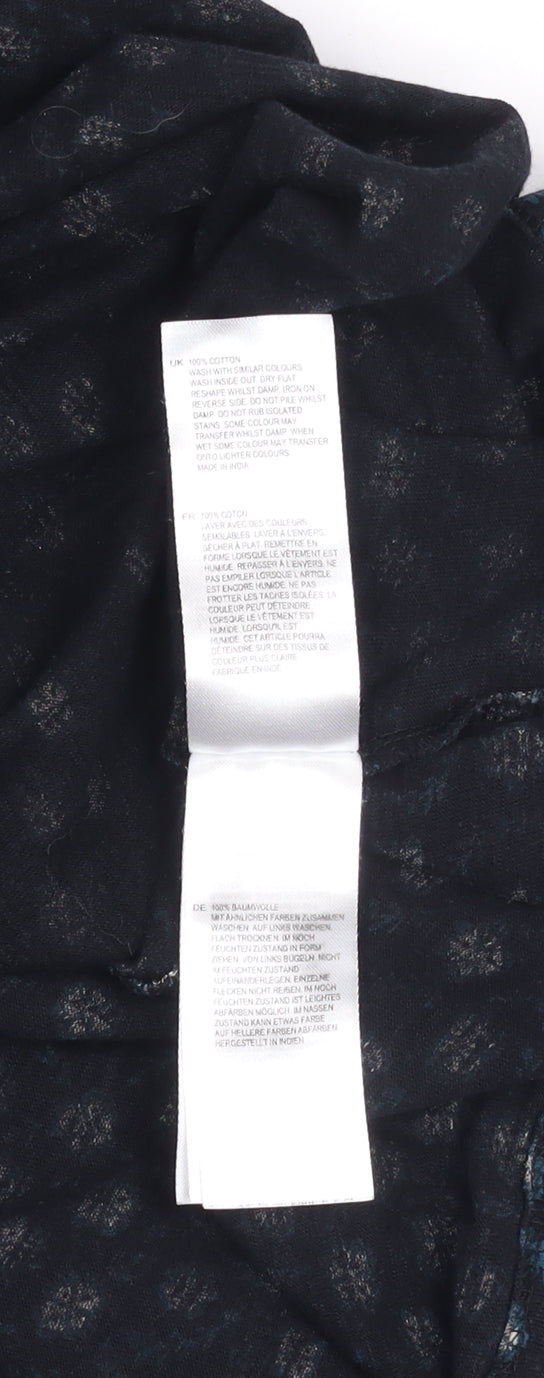 UK 100% COTTON
WASH WITH SIMILAR COLOURS
WASH INSIDE OUT. DRY FLAT
RESHAPE WHILST DAMP. IRON ON
REVERSE SIDE. DO NOT PILE WHILST
DAMP. DO NOT RUB ISOLATED
STAINS. SOME COLOUR MAY
TRANSFER WHILST DAMP. WHEN
WET SOME COLOUR MAY TRANSFER
ONTO LIGHTER COLOURS
MADE IN INDIA
FR 100% COTON
LAVER AVEC DES COULEURS
SEMBLABLES. LAVER À L'ENVERS.
SÉCHER À PLAT. REMETTRE EN
FORME LORSQUE LE VÊTEMENT EST
HUMIDE. REPASSER À L'ENVERS. NE
PAS EMPILER LORSQUE L'ARTICLE
EST ENCORE HUMIDE. NE PAS
FROTTER LES TACHES ISOLÉES. LA
COULEUR PEUT DÉTEINDRE
LORSQUE LE VÊTEMENT EST
HUMIDE. LORSQU'IL EST
HUMIDE, CET ARTICLE POURRA
DÉTEINDRE SUR DES TISSUS DE
COULEUR PLUS CLAIRE
FABRIQUÉ EN INDE
DE 100% BAUMWOLLE
MIT ÄHNLICHEN FARBEN ZUSAMMEN
WASCHEN. AUF LINKS WASCHEN.
FLACH TROCKNEN. IM NOCH
FEUCHTEN ZUSTAND IN FORM
ZIEHEN. VON LINKS BÜGELN. NICHT
IM FEUCHTEN ZUSTAND
AUFEINANDERLEGEN. EINZELNE
FLECKEN NICHT REIBEN. IM NOCH
FEUCHTEN ZUSTAND IST LEICHTES
ABFÄRBEN MÖGLICH. IM NASSEN
ZUSTAND KANN ETWAS FARBE
AUF HELLERE FARBEN ABFÄRBEN
HERGESTELLT IN INDIEN